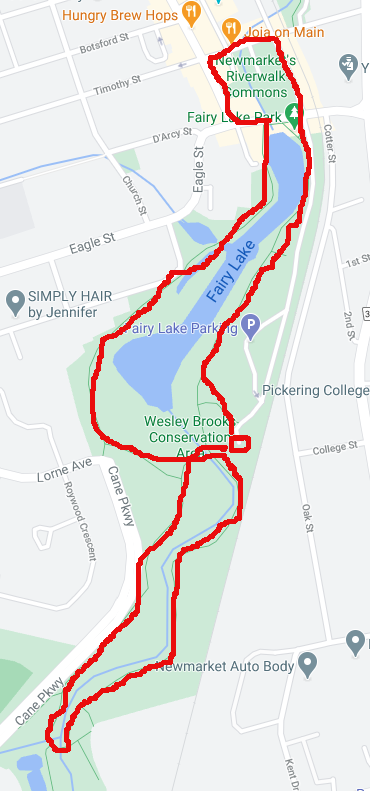 Hungry Brew Hops
Botsford St
Joia on Main
Newmarket's
Riverwalk
Commons
Y
Timothy St
Fairy Lake Park
D'Arcy St
Cotter St
Eagle St
Church St
Eagle St
1st S
Fairy Lake
SIMPLY HAIR
by Jennifer
Fairy Lake Parking
P
2nd St
3
Pickering College
Wesley Brooks
Conservation
Area
College St
Lorne Ave
Cane Pkwy
Roywood Crescent
Oak St
Newmarket Auto Body
Cane Pkwy
Kent Dr